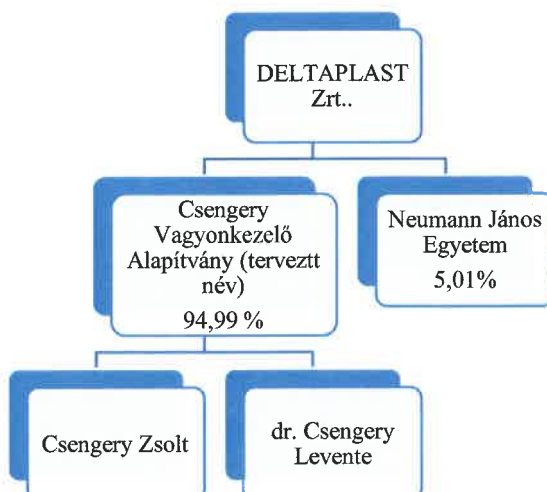 DELTAPLAST
Zrt..
Csengery
Vagyonkezelő
Alapítvány (terveztt
név)
94,99 %
Neumann János
Egyetem
5,01%
Csengery Zsolt
dr. Csengery
Levente